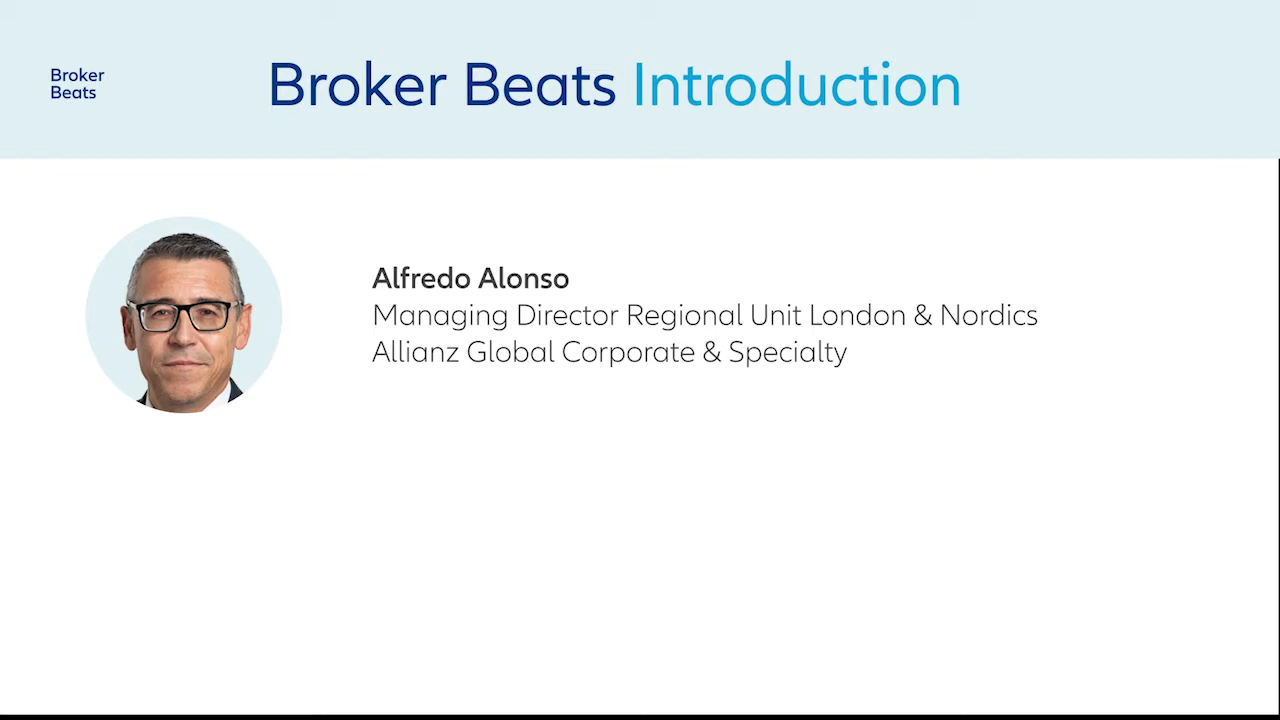 Broker
Beats
Broker Beats Introduction
Alfredo Alonso
Managing Director Regional Unit London & Nordics
Allianz Global Corporate & Specialty